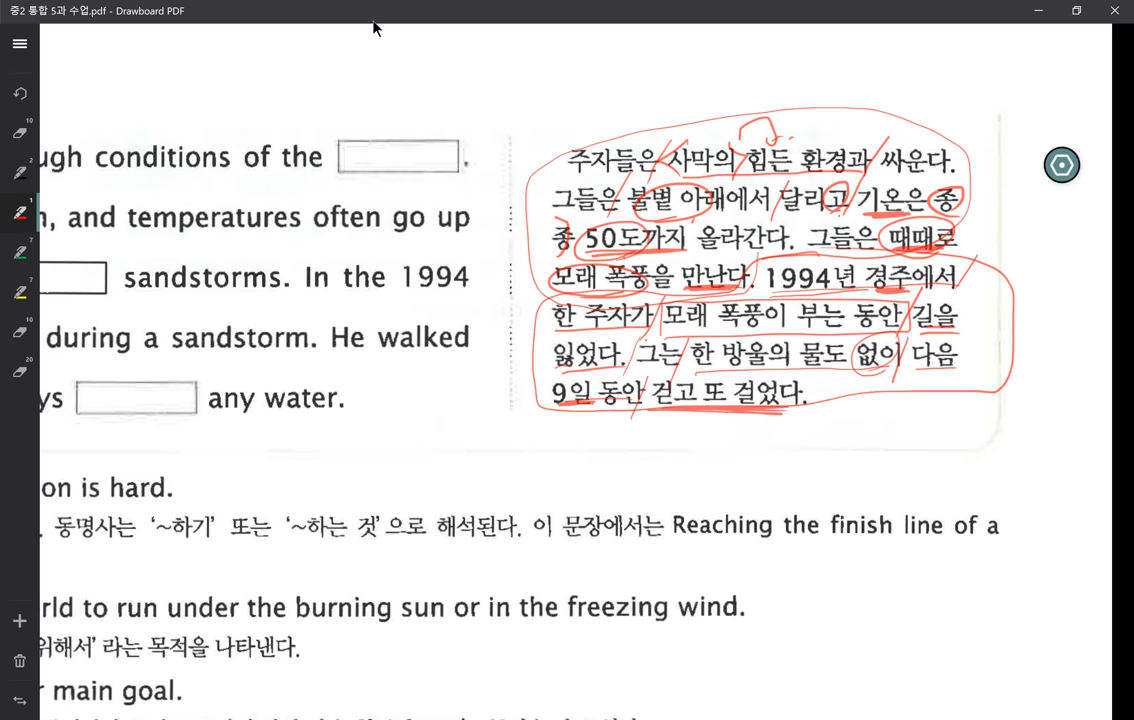 중2 통합 5과 수업.pdf - Drawboard PDF
ugh conditions of the
n, and temperatures often go up
sandstorms. In the 1994
during a sandstorm. He walked
ys any water.
주자들은 사막의 힘든 환경과 싸운다.
그들은 불볕 아래에서 달리고 기온은 종
종 50도까지 올라간다. 그들은 때때로
모래 폭풍을 만난다. 1994년 경주에서
한 주자가 모래 폭풍이 부는 동안 길을
잃었다. 그는 한 방울의 물도 없이 다음
9일 동안 걷고 또 걸었다.
on is hard.
. 동명사는 ‘~하기’ 또는 ‘~하는 것’으로 해석된다. 이 문장에서는 Reaching the finish line of a
rld to run under the burning sun or in the freezing wind.
위해서’ 라는 목적을 나타낸다.
r main goal.
10
2
1
7
7
10
20